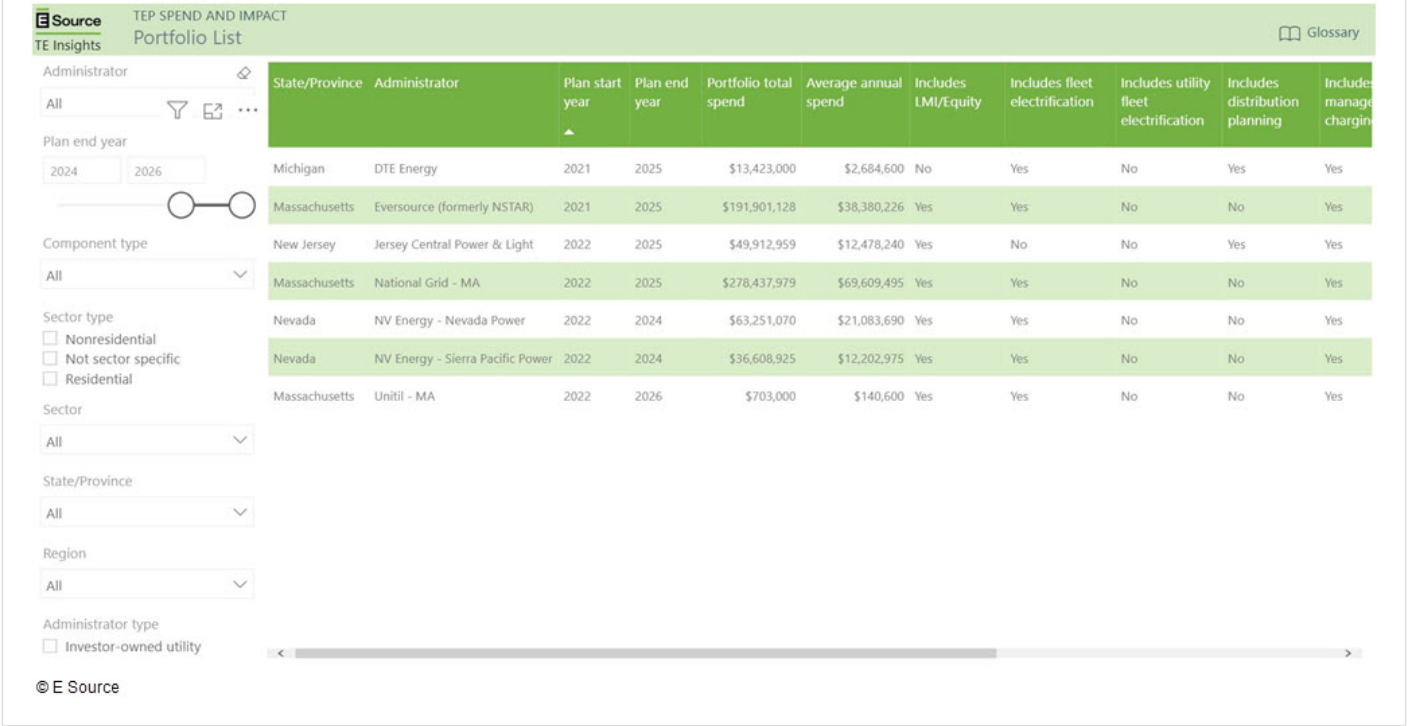 E Source
TE Insights
TEP SPEND AND IMPACT
Portfolio List
Glossary
Administrator
All
Plan end year
2024 2026
Component type
All
Sector type
Nonresidential
Not sector specific
Residential
Sector
All
State/Province
All
Region
All
Administrator type
Investor-owned utility
State/Province Administrator Plan start year Plan end year Portfolio total spend Average annual spend Includes LMI/Equity Includes fleet electrification Includes utility fleet electrification Includes distribution planning Includes manage chargin
Michigan DTE Energy 2021 2025 $13,423,000 $2,684,600 No Yes No Yes Yes
Massachusetts Eversource (formerly NSTAR) 2021 2025 $191,901,128 $38,380,226 Yes Yes No No Yes
New Jersey Jersey Central Power & Light 2022 2025 $49,912,959 $12,478,240 Yes No No Yes Yes
Massachusetts National Grid - MA 2022 2025 $278,437,979 $69,609,495 Yes Yes No No Yes
Nevada NV Energy - Nevada Power 2022 2024 $63,251,070 $21,083,690 Yes Yes No No Yes
Nevada NV Energy - Sierra Pacific Power 2022 2024 $36,608,925 $12,202,975 Yes Yes No No Yes
Massachusetts Unitil - MA 2022 2026 $703,000 $140,600 Yes Yes No No Yes
© E Source